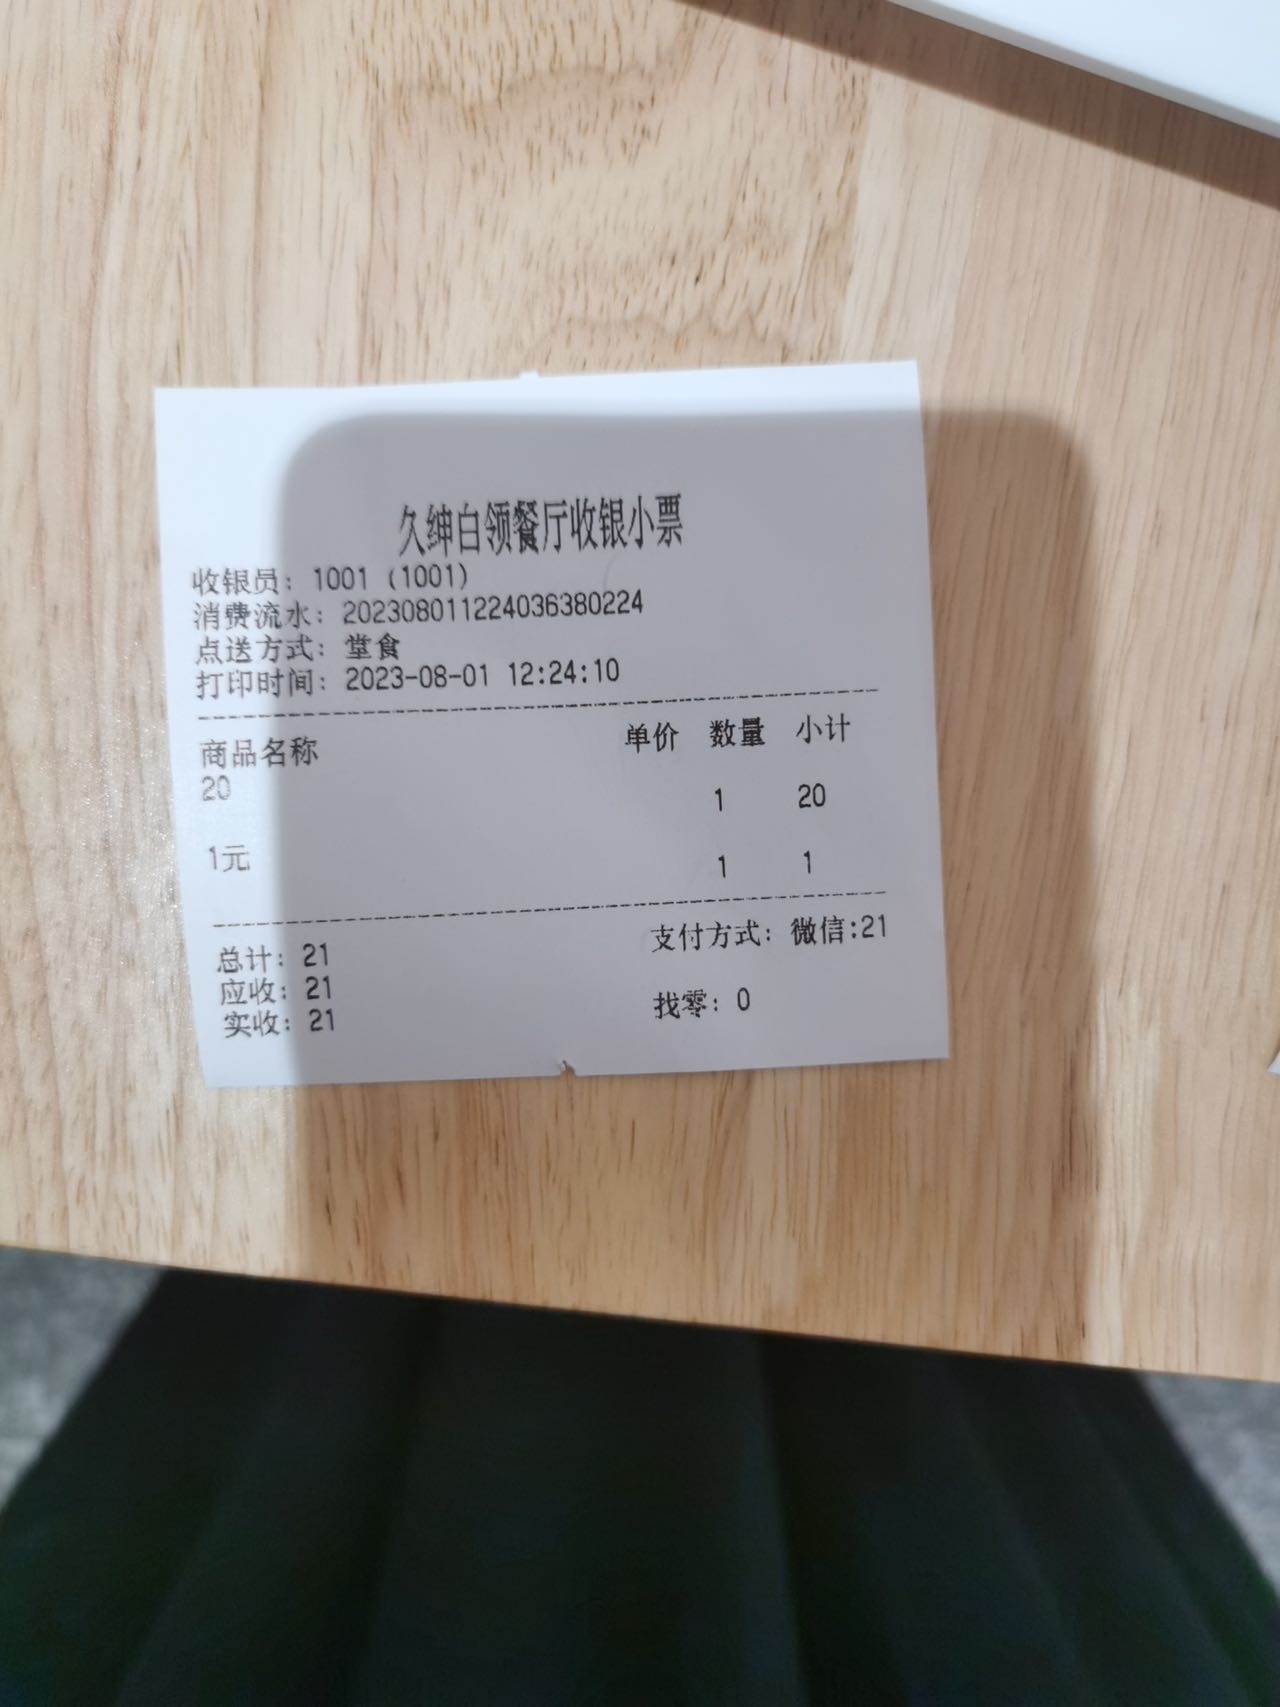 久绅白领餐厅收银小票
收银员：1001（1001）
消费流水：202308011224036380224
点送方式：堂食
打印时间：2023-08-01 12:24:10
商品名称 单价 数量 小计
20 1 20
1元 1 1
总计：21 支付方式：微信:21
应收：21
实收：21 找零：0